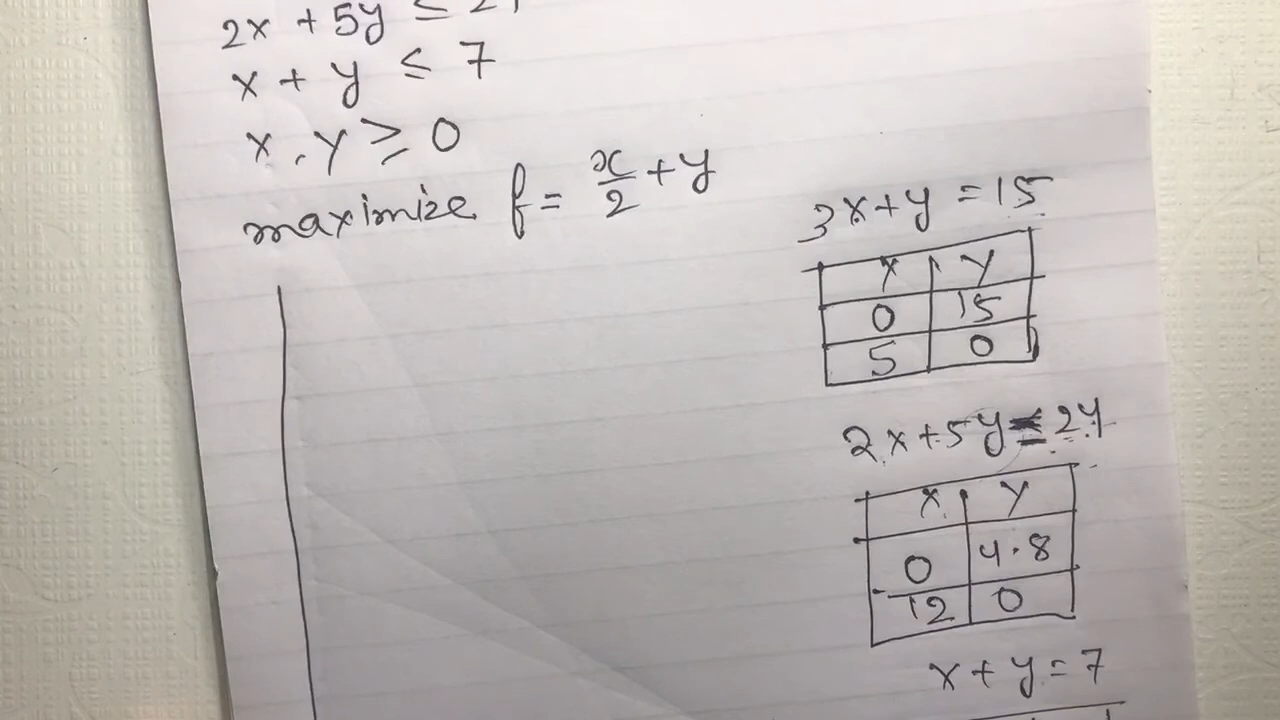 2x + 5y ≤ 2
x + y ≤ 7
x, y ≥ 0
maximize f = x/2 + y
3x + y = 15
x y
0 15
5 0
2x + 5y ≤ 24
x y
0 4.8
12 0
x + y = 7